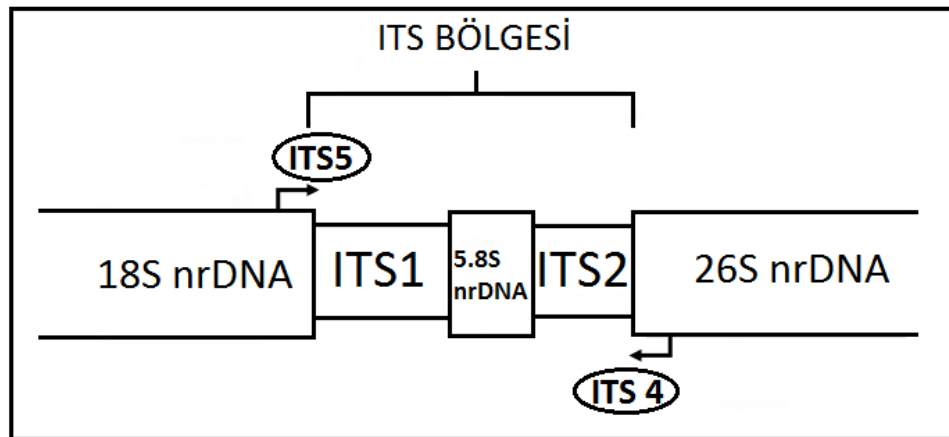 ITS BÖLGESİ
ITS5
18S nrDNA
ITS1
5.8S
nrDNA
ITS2
26S nrDNA
ITS 4